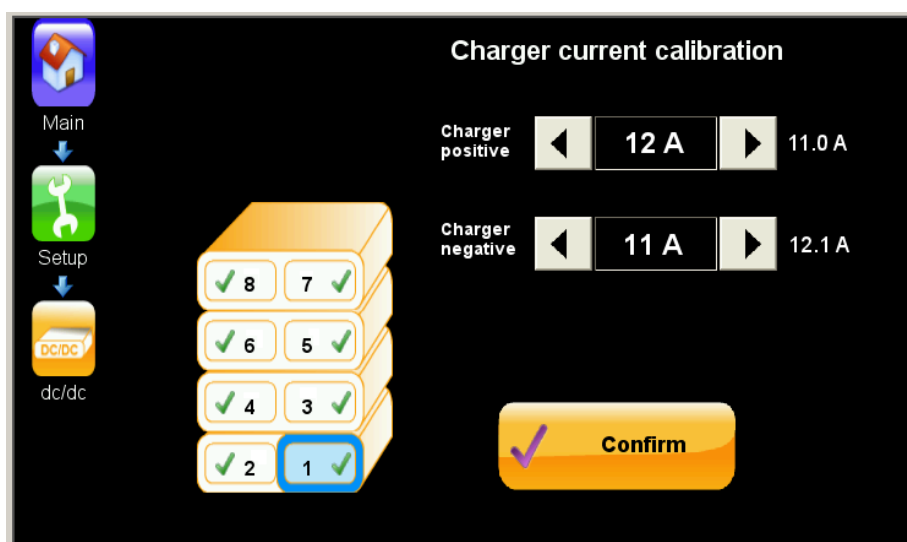 Charger current calibration
Main
Charger
positive
12 A
11.0 A
Setup
Charger
negative
11 A
12.1 A
8 7
6 5
DC/DC
dc/dc
4 3
2 1
Confirm